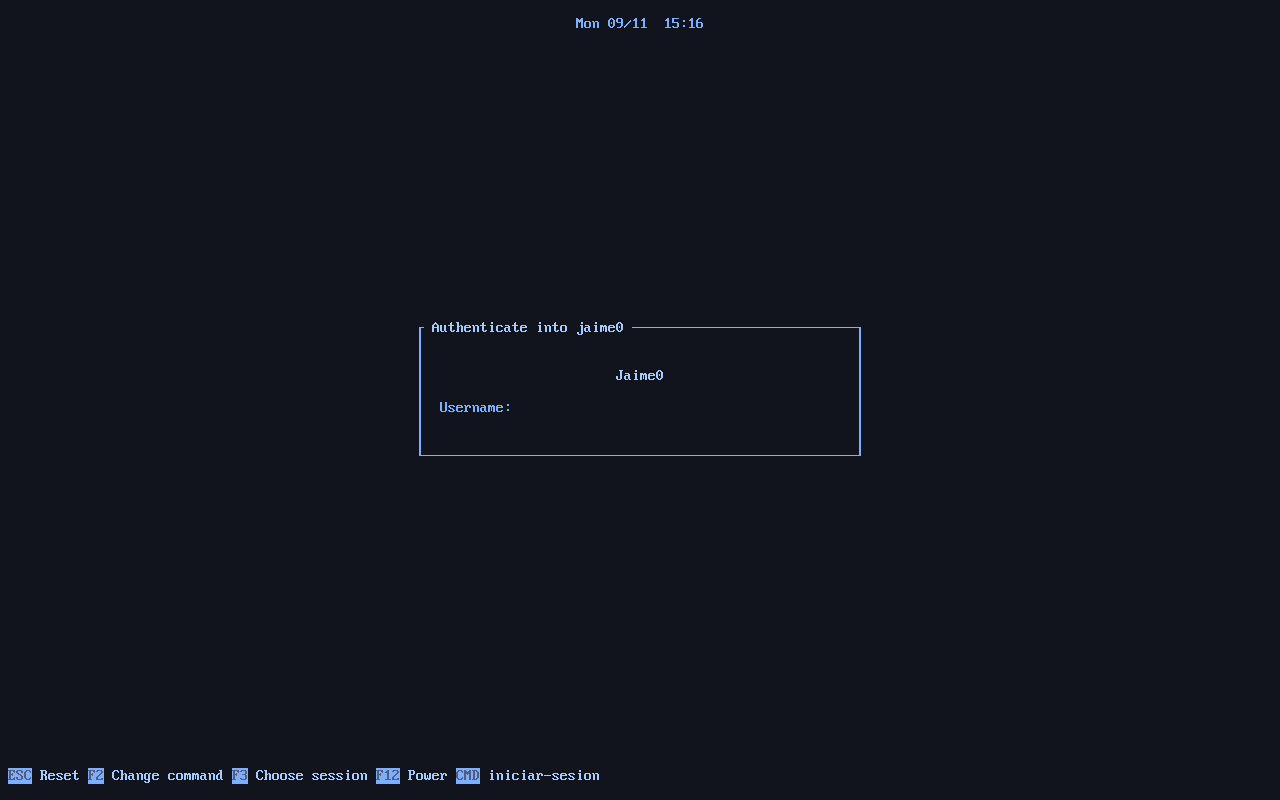 Mon 09/11  15:16
Authenticate into jaime0
Jaime0
Username:
ESC Reset F2 Change command F3 Choose session F12 Power CMD iniciar-sesion